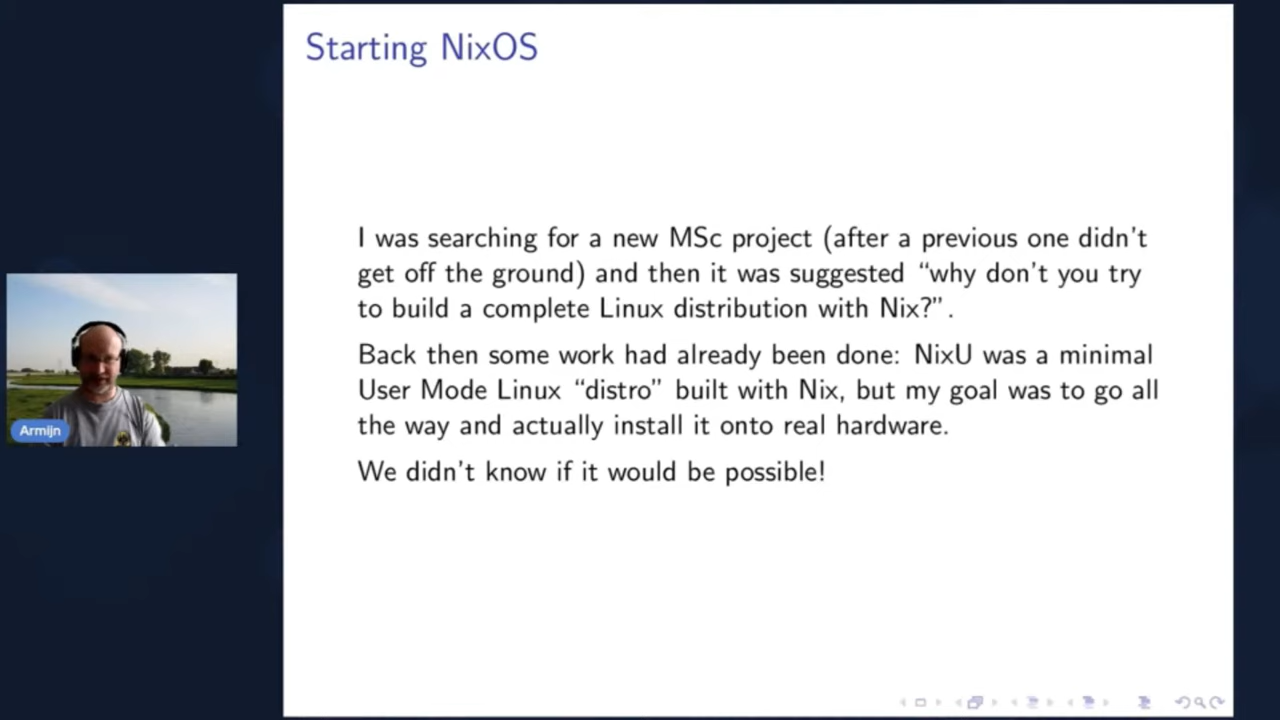 Starting NixOS
I was searching for a new MSc project (after a previous one didn't
get off the ground) and then it was suggested “why don't you try
to build a complete Linux distribution with Nix?”.
Back then some work had already been done: NixU was a minimal
User Mode Linux “distro” built with Nix, but my goal was to go all
the way and actually install it onto real hardware.
We didn't know if it would be possible!
Armijn